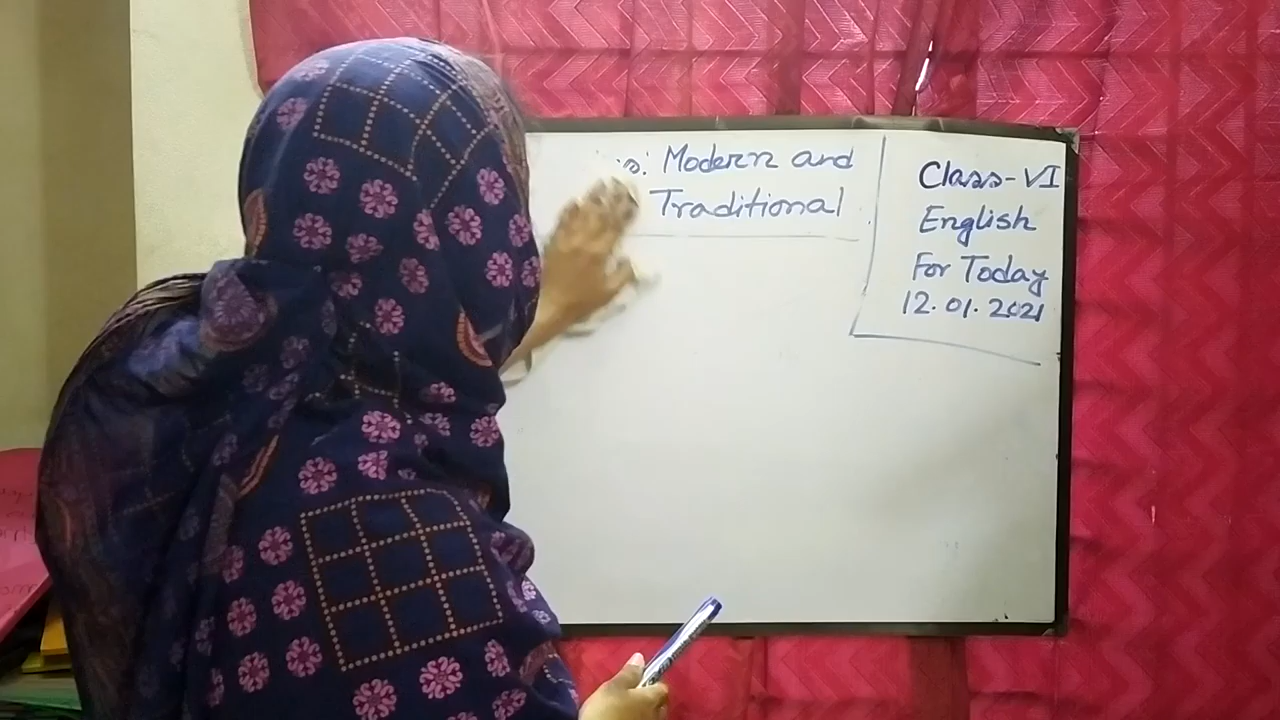 Modern and
Traditional
Class-VI
English
For Today
12.01.2021